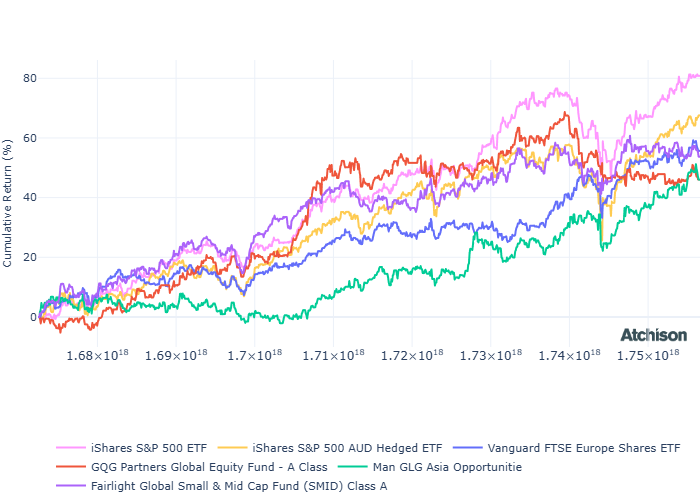 80
60
40
20
0
Cumulative Return (%)
1.68×10¹⁸ 1.69×10¹⁸ 1.7×10¹⁸ 1.71×10¹⁸ 1.72×10¹⁸ 1.73×10¹⁸ 1.74×10¹⁸ 1.75×10¹⁸
Atchison
iShares S&P 500 ETF iShares S&P 500 AUD Hedged ETF Vanguard FTSE Europe Shares ETF
GQG Partners Global Equity Fund - A Class Man GLG Asia Opportunitie
Fairlight Global Small & Mid Cap Fund (SMID) Class A